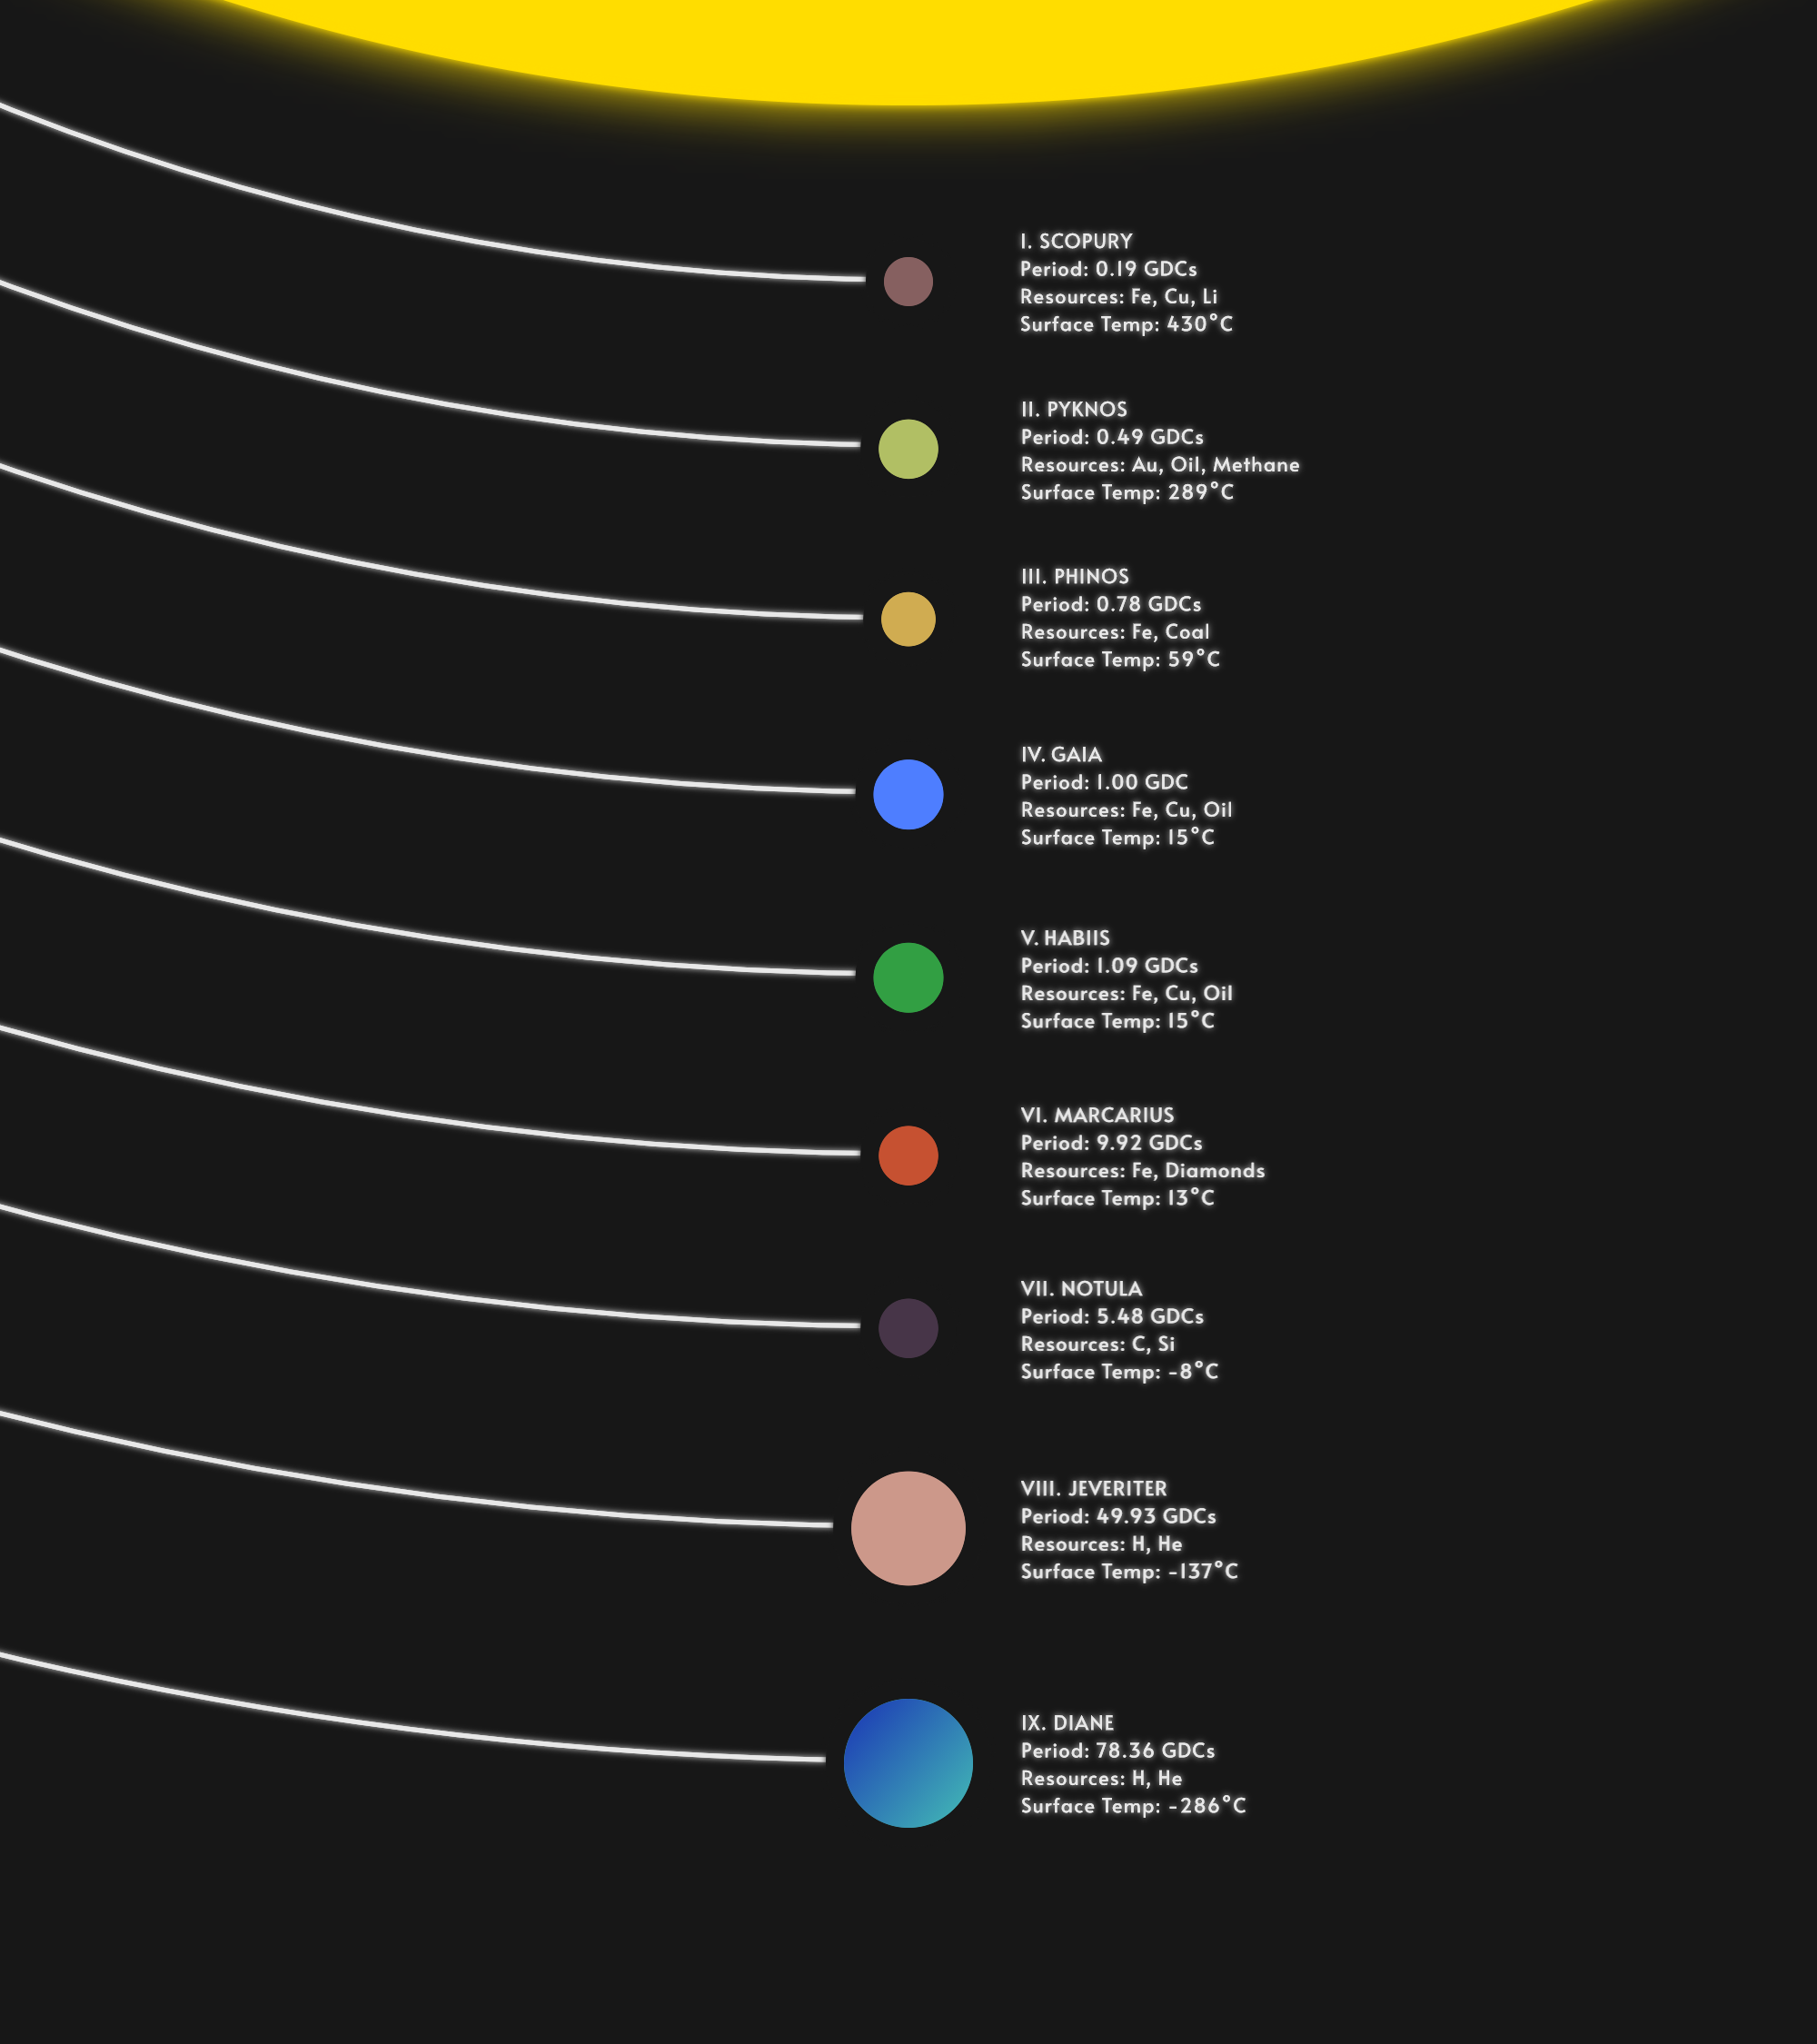 I. SCOPURY
Period: 0.19 GDCs
Resources: Fe, Cu, Li
Surface Temp: 430°C
II. PYKNOS
Period: 0.49 GDCs
Resources: Au, Oil, Methane
Surface Temp: 289°C
III. PHINOS
Period: 0.78 GDCs
Resources: Fe, Coal
Surface Temp: 59°C
IV. GAIA
Period: 1.00 GDC
Resources: Fe, Cu, Oil
Surface Temp: 15°C
V. HABIIS
Period: 1.09 GDCs
Resources: Fe, Cu, Oil
Surface Temp: 15°C
VI. MARCARIUS
Period: 9.92 GDCs
Resources: Fe, Diamonds
Surface Temp: 13°C
VII. NOTULA
Period: 5.48 GDCs
Resources: C, Si
Surface Temp: -8°C
VIII. JEVERITER
Period: 49.93 GDCs
Resources: H, He
Surface Temp: -137°C
IX. DIANE
Period: 78.36 GDCs
Resources: H, He
Surface Temp: -286°C